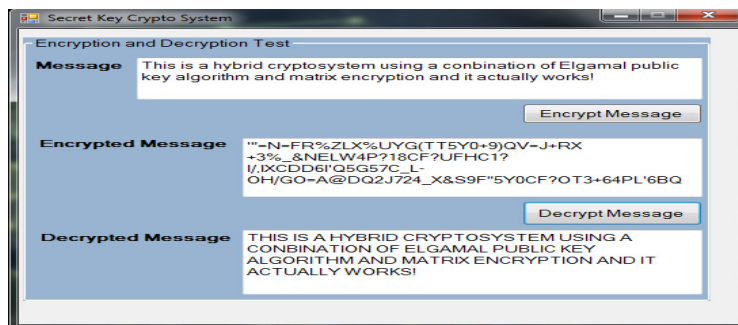 Secret Key Crypto System
Encryption and Decryption Test
Message
This is a hybrid cryptosystem using a conbination of Elgamal public
key algorithm and matrix encryption and it actually works!
Encrypt Message
Encrypted Message
'"=N=FR%ZLX%UYG(TT5Y0+9)QV=J+RX
+3%_&NELW4P?18CF?UFHC1?
I/,IXCDD6I'Q5G57C_L-
OH/GO=A@DQ2J724_X&S9F"5Y0CF?OT3+64PL'6BQ
Decrypt Message
Decrypted Message
THIS IS A HYBRID CRYPTOSYSTEM USING A
CONBINATION OF ELGAMAL PUBLIC KEY
ALGORITHM AND MATRIX ENCRYPTION AND IT
ACTUALLY WORKS!